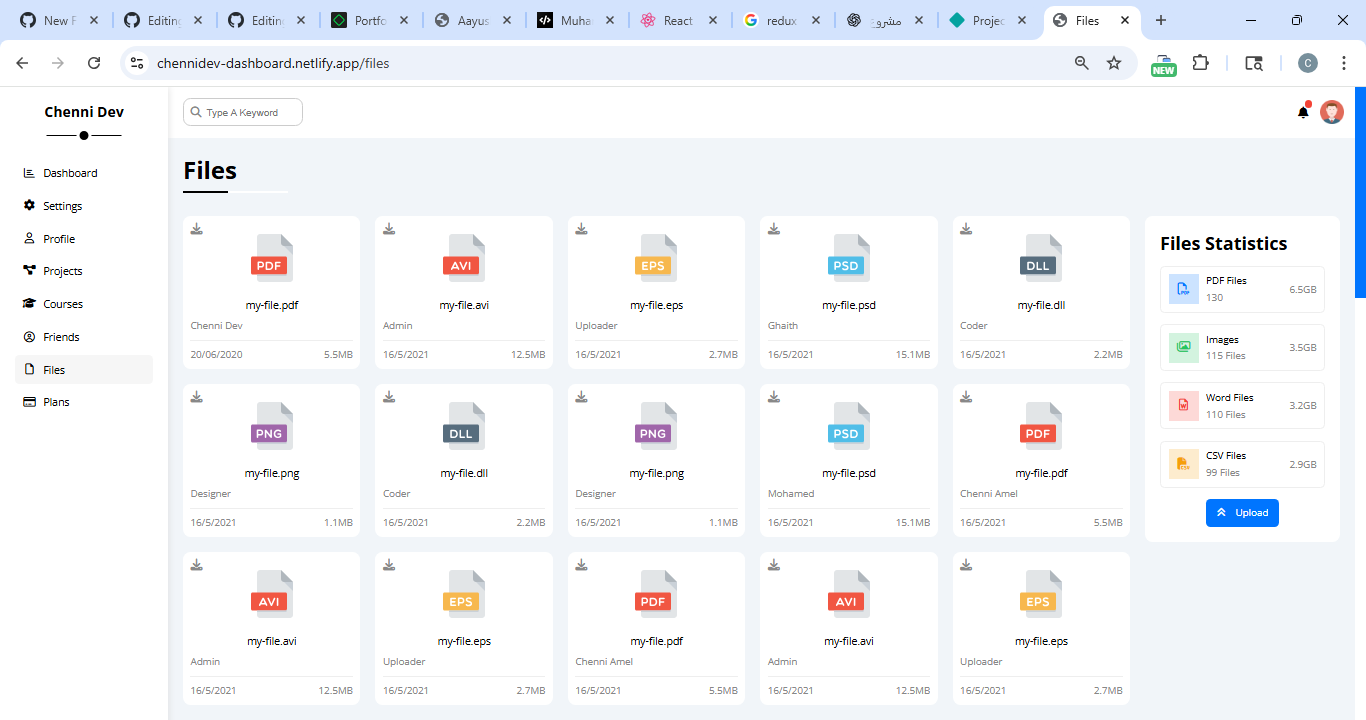 New F
Editin
Editin
Portfo
Aayus
Muha
React
redux
مشروع
Projec
Files
chennidev-dashboard.netlify.app/files
NEW
C
Chenni Dev
Type A Keyword
Dashboard
Settings
Profile
Projects
Courses
Friends
Files
Plans
Files
PDF
my-file.pdf
Chenni Dev
20/06/2020 5.5MB
AVI
my-file.avi
Admin
16/5/2021 12.5MB
EPS
my-file.eps
Uploader
16/5/2021 2.7MB
PSD
my-file.psd
Ghaith
16/5/2021 15.1MB
DLL
my-file.dll
Coder
16/5/2021 2.2MB
PNG
my-file.png
Designer
16/5/2021 1.1MB
DLL
my-file.dll
Coder
16/5/2021 2.2MB
PNG
my-file.png
Designer
16/5/2021 1.1MB
PSD
my-file.psd
Mohamed
16/5/2021 15.1MB
PDF
my-file.pdf
Chenni Amel
16/5/2021 5.5MB
AVI
my-file.avi
Admin
16/5/2021 12.5MB
EPS
my-file.eps
Uploader
16/5/2021 2.7MB
PDF
my-file.pdf
Chenni Amel
16/5/2021 5.5MB
AVI
my-file.avi
Admin
16/5/2021 12.5MB
EPS
my-file.eps
Uploader
16/5/2021 2.7MB
Files Statistics
PDF Files
130
6.5GB
Images
115 Files
3.5GB
Word Files
110 Files
3.2GB
CSV Files
99 Files
2.9GB
Upload